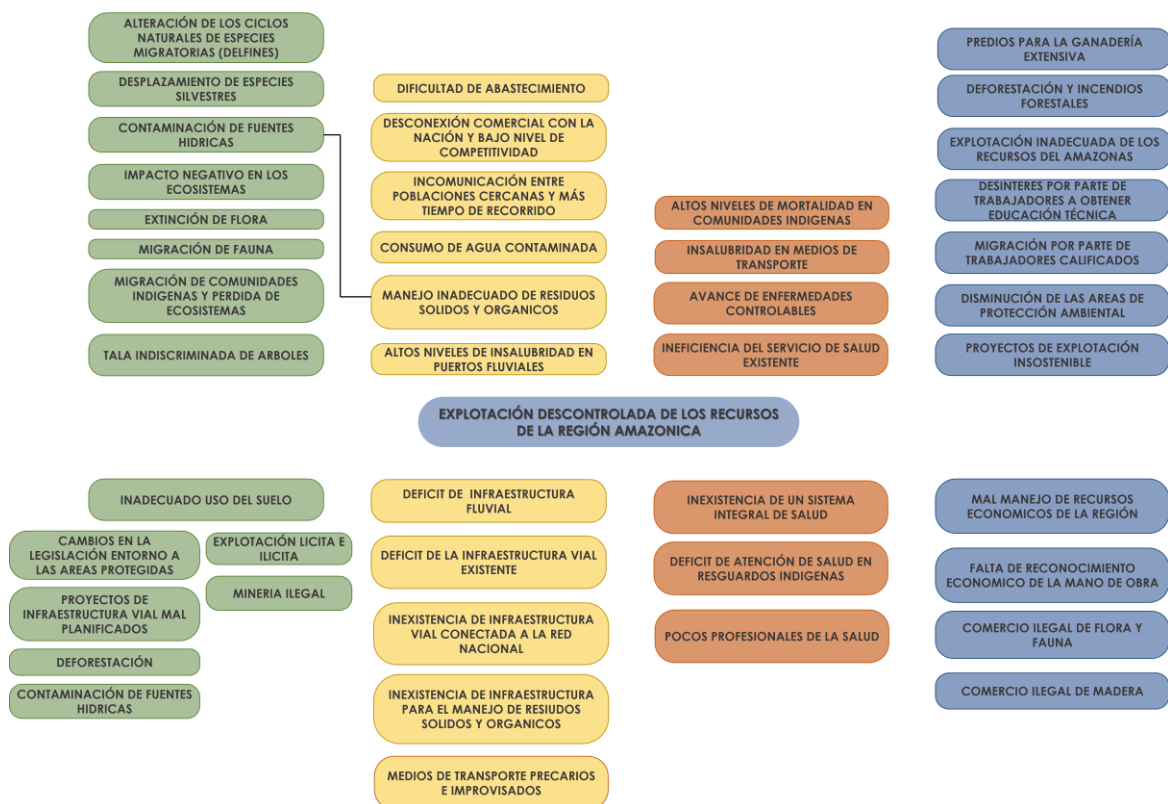 ALTERACIÓN DE LOS CICLOS
NATURALES DE ESPECIES
MIGRATORIAS (DELFINES)
DESPLAZAMIENTO DE ESPECIES
SILVESTRES
CONTAMINACIÓN DE FUENTES
HIDRICAS
IMPACTO NEGATIVO EN LOS
ECOSISTEMAS
EXTINCIÓN DE FLORA
MIGRACIÓN DE FAUNA
MIGRACIÓN DE COMUNIDADES
INDIGENAS Y PERDIDA DE
ECOSISTEMAS
TALA INDISCRIMINADA DE ARBOLES
DIFICULTAD DE ABASTECIMIENTO
DESCONEXIÓN COMERCIAL CON LA
NACIÓN Y BAJO NIVEL DE
COMPETITIVIDAD
INCOMUNICACIÓN ENTRE
POBLACIONES CERCANAS Y MÁS
TIEMPO DE RECORRIDO
CONSUMO DE AGUA CONTAMINADA
MANEJO INADECUADO DE RESIDUOS
SOLIDOS Y ORGANICOS
ALTOS NIVELES DE INSALUBRIDAD EN
PUERTOS FLUVIALES
ALTOS NIVELES DE MORTALIDAD EN
COMUNIDADES INDIGENAS
INSALUBRIDAD EN MEDIOS DE
TRANSPORTE
AVANCE DE ENFERMEDADES
CONTROLABLES
INEFICIENCIA DEL SERVICIO DE SALUD
EXISTENTE
PREDIOS PARA LA GANADERÍA
EXTENSIVA
DEFORESTACIÓN Y INCENDIOS
FORESTALES
EXPLOTACIÓN INADECUADA DE LOS
RECURSOS DEL AMAZONAS
DESINTERES POR PARTE DE
TRABAJADORES A OBTENER
EDUCACIÓN TÉCNICA
MIGRACIÓN POR PARTE DE
TRABAJADORES CALIFICADOS
DISMINUCIÓN DE LAS AREAS DE
PROTECCIÓN AMBIENTAL
PROYECTOS DE EXPLOTACIÓN
INSOSTENIBLE
EXPLOTACIÓN DESCONTROLADA DE LOS RECURSOS
DE LA REGIÓN AMAZONICA
INADECUADO USO DEL SUELO
CAMBIOS EN LA
LEGISLACIÓN ENTORNO A
LAS AREAS PROTEGIDAS
PROYECTOS DE
INFRAESTRUCTURA VIAL MAL
PLANIFICADOS
DEFORESTACIÓN
CONTAMINACIÓN DE FUENTES
HIDRICAS
EXPLOTACIÓN LICITA E
ILICITA
MINERIA ILEGAL
DEFICIT DE INFRAESTRUCTURA
FLUVIAL
DEFICIT DE LA INFRAESTRUCTURA VIAL
EXISTENTE
INEXISTENCIA DE INFRAESTRUCTURA
VIAL CONECTADA A LA RED
NACIONAL
INEXISTENCIA DE INFRAESTRUCTURA
PARA EL MANEJO DE RESIUDOS
SOLIDOS Y ORGANICOS
MEDIOS DE TRANSPORTE PRECARIOS
E IMPROVISADOS
INEXISTENCIA DE UN SISTEMA
INTEGRAL DE SALUD
DEFICIT DE ATENCIÓN DE SALUD EN
RESGUARDOS INDIGENAS
POCOS PROFESIONALES DE LA SALUD
MAL MANEJO DE RECURSOS
ECONOMICOS DE LA REGIÓN
FALTA DE RECONOCIMIENTO
ECONOMICO DE LA MANO DE OBRA
COMERCIO ILEGAL DE FLORA Y
FAUNA
COMERCIO ILEGAL DE MADERA